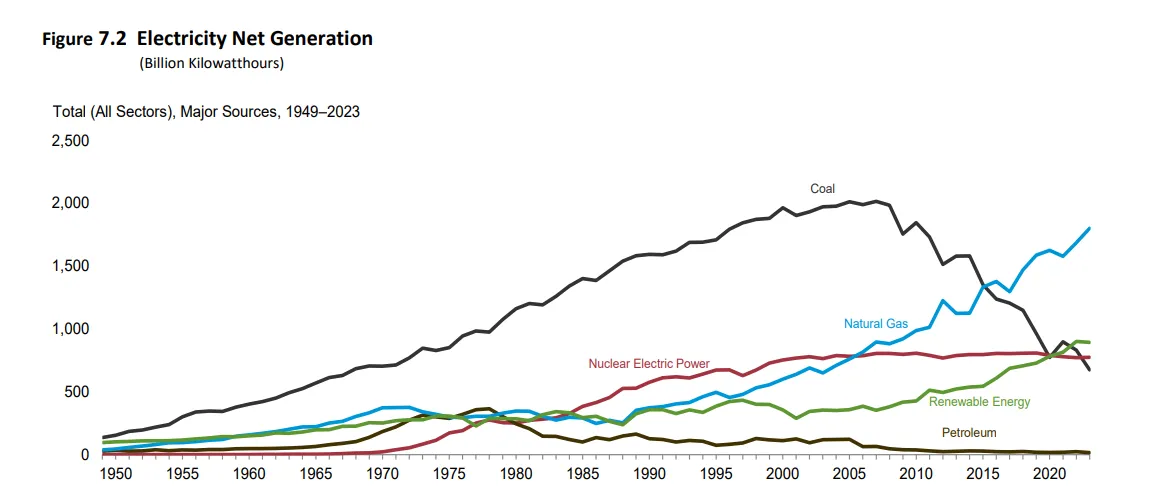 Figure 7.2 Electricity Net Generation
(Billion Kilowatthours)
Total (All Sectors), Major Sources, 1949–2023
2,500
2,000
1,500
1,000
500
0
Coal
Natural Gas
Nuclear Electric Power
Renewable Energy
Petroleum
1950 1955 1960 1965 1970 1975 1980 1985 1990 1995 2000 2005 2010 2015 2020